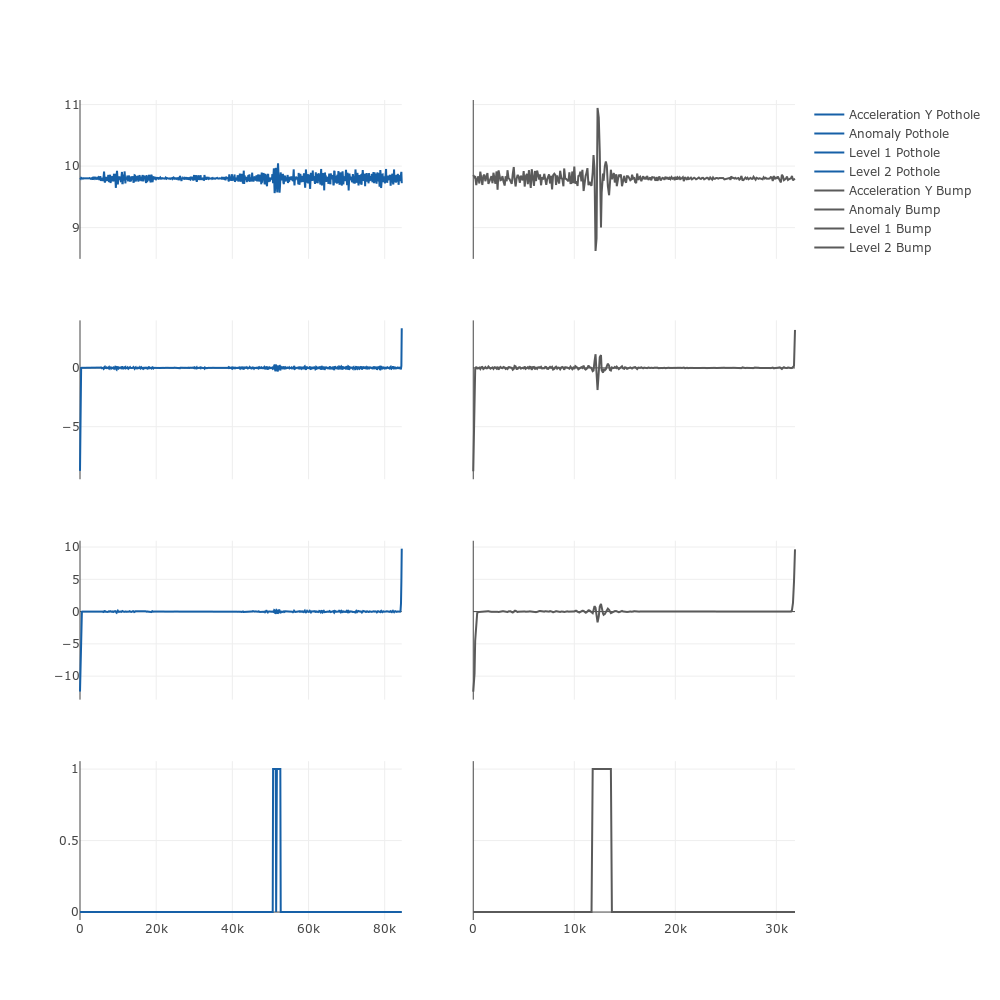 11
10
9
Acceleration Y Pothole
Anomaly Pothole
Level 1 Pothole
Level 2 Pothole
Acceleration Y Bump
Anomaly Bump
Level 1 Bump
Level 2 Bump
0
−5
10
5
0
−5
−10
1
0.5
0
0 20k 40k 60k 80k
0 10k 20k 30k